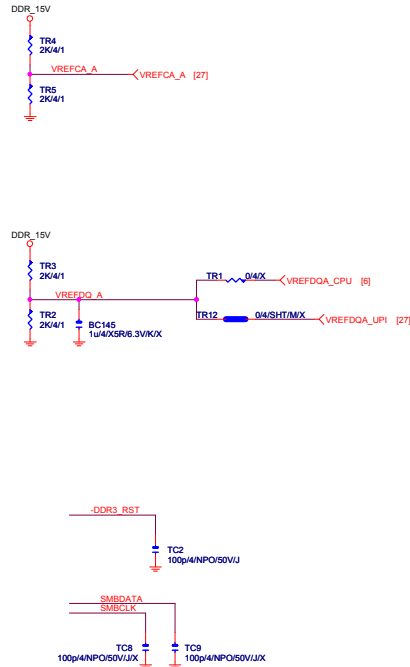 DDR_15V
TR4
2K/4/1
VREFCA_A
VREFCA_A [27]
TR5
2K/4/1
DDR_15V
TR3
2K/4/1
TR1 0/4/X
VREFDQA_CPU [6]
VREFDQ_A
TR2
2K/4/1
BC145
1u/4/X5R/6.3V/K/X
TR12 0/4/SHT/M/X
VREFDQA_UPI [27]
-DDR3_RST
TC2
100p/4/NPO/50V/J
SMBDATA
SMBCLK
TC8
100p/4/NPO/50V/J/X
TC9
100p/4/NPO/50V/J/X